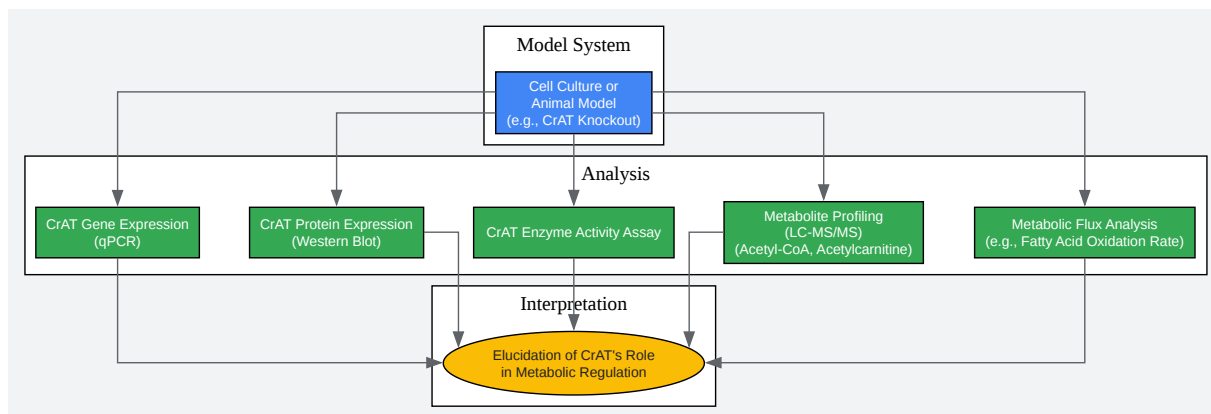 Model System
Cell Culture or
Animal Model
(e.g., CrAT Knockout)
Analysis
CrAT Gene Expression
(qPCR)
CrAT Protein Expression
(Western Blot)
CrAT Enzyme Activity Assay
Metabolite Profiling
(LC-MS/MS)
(Acetyl-CoA, Acetylcarnitine)
Metabolic Flux Analysis
(e.g., Fatty Acid Oxidation Rate)
Interpretation
Elucidation of CrAT's Role
in Metabolic Regulation